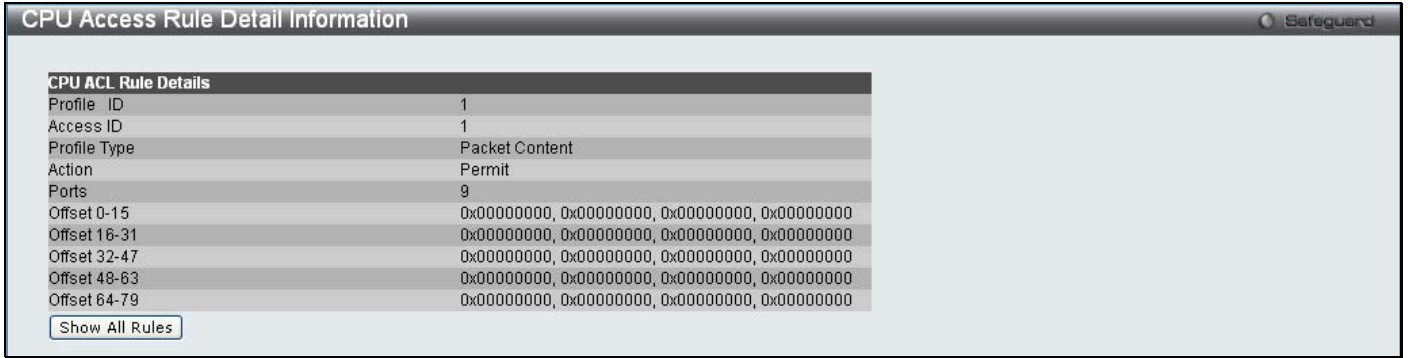 CPU Access Rule Detail Information
Safeguard
CPU ACL Rule Details
Profile ID 1
Access ID 1
Profile Type Packet Content
Action Permit
Ports 9
Offset 0-15 0x00000000, 0x00000000, 0x00000000, 0x00000000
Offset 16-31 0x00000000, 0x00000000, 0x00000000, 0x00000000
Offset 32-47 0x00000000, 0x00000000, 0x00000000, 0x00000000
Offset 48-63 0x00000000, 0x00000000, 0x00000000, 0x00000000
Offset 64-79 0x00000000, 0x00000000, 0x00000000, 0x00000000
Show All Rules